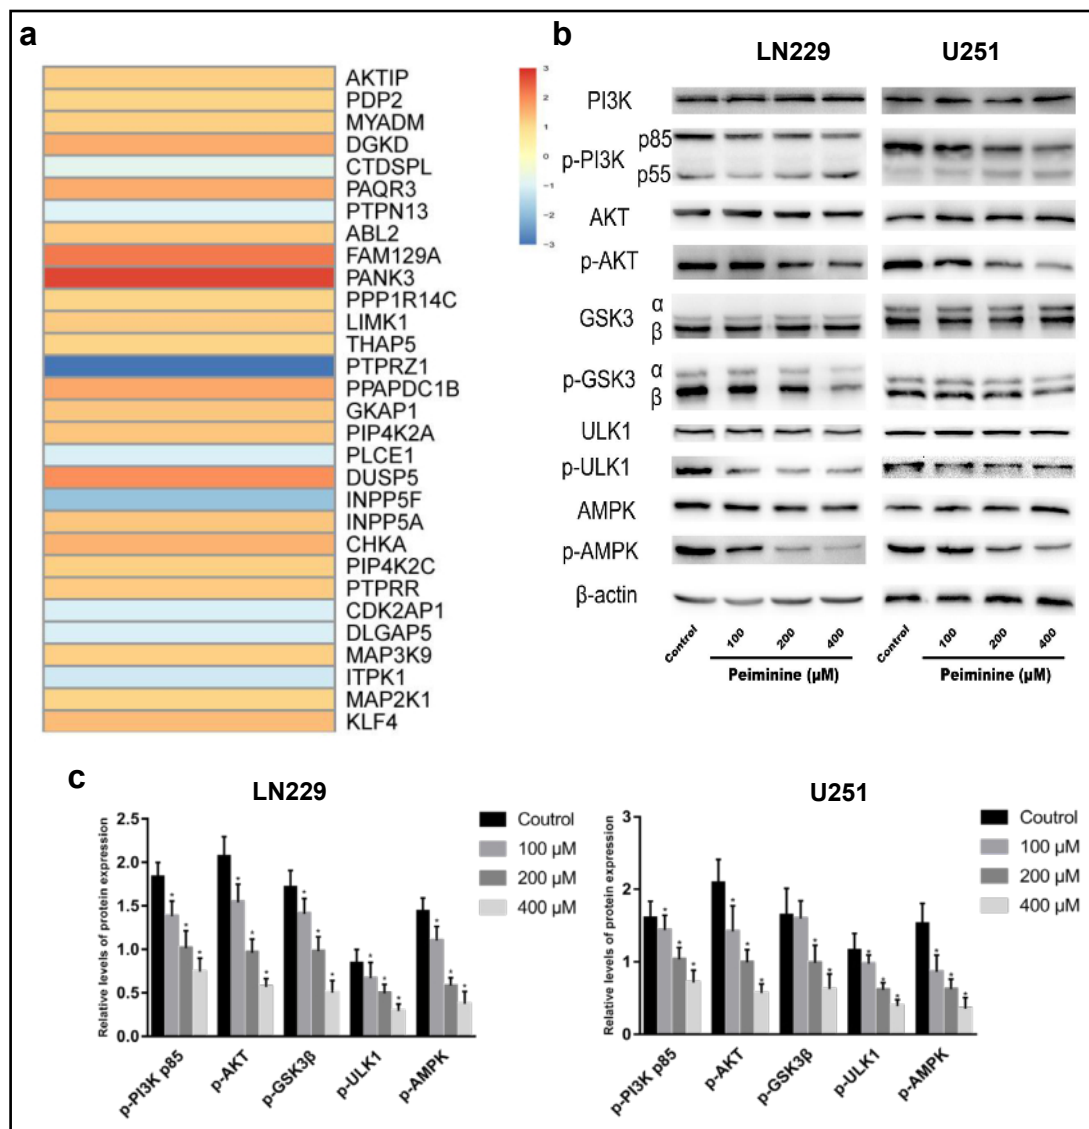 a
AKTIP
PDP2
MYADM
DGKD
CTDSPL
PAQR3
PTPN13
ABL2
FAM129A
PANK3
PPP1R14C
LIMK1
THAP5
PTPRZ1
PPAPDC1B
GKAP1
PIP4K2A
PLCE1
DUSP5
INPP5F
INPP5A
CHKA
PIP4K2C
PTPRR
CDK2AP1
DLGAP5
MAP3K9
ITPK1
MAP2K1
KLF4
3
2
1
0
−1
−2
−3
b
LN229 U251
PI3K
p-PI3K p85 p55
AKT
p-AKT
GSK3 α β
p-GSK3 α β
ULK1
p-ULK1
AMPK
p-AMPK
β-actin
Control 100 200 400 Control 100 200 400
Peiminine (μM) Peiminine (μM)
c
LN229
Relative levels of protein expression
2.5
2.0
1.5
1.0
0.5
0.0
* * * * * * * * * * * * * * *
p-PI3K p85 p-AKT p-GSK3β p-ULK1 p-AMPK
Coutrol
100 μM
200 μM
400 μM
U251
Relative levels of protein expression
3
2
1
0
* * * * * * * * * * * * * *
p-PI3K p85 p-AKT p-GSK3β p-ULK1 p-AMPK
Coutrol
100 μM
200 μM
400 μM